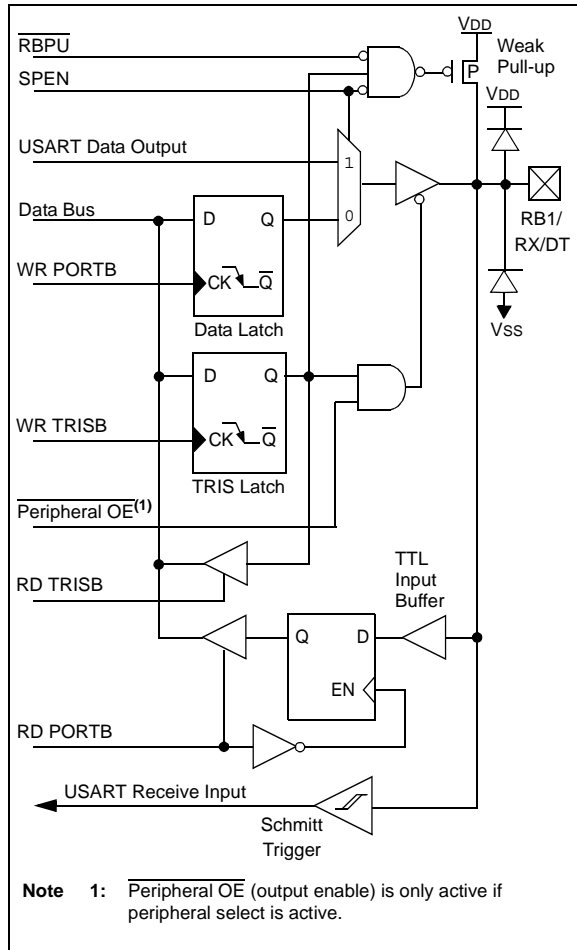 VDD
RBPU
Weak
Pull-up
P
SPEN
VDD
USART Data Output
1
Data Bus
D Q
0
RB1/
RX/DT
WR PORTB
CK Q
VSS
Data Latch
D Q
WR TRISB
CK Q
TRIS Latch
Peripheral OE(1)
RD TRISB
TTL
Input
Buffer
Q D
EN
RD PORTB
USART Receive Input
Schmitt
Trigger
Note 1: Peripheral OE (output enable) is only active if
peripheral select is active.